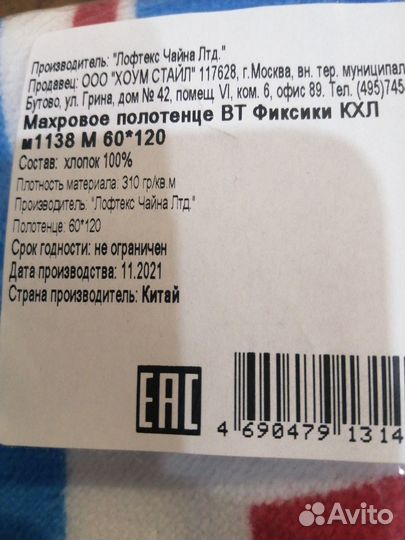 Производитель: "Лофтекс Чайна Лтд."
Продавец: ООО "ХОУМ СТАЙЛ" 117628, г.Москва, вн. тер. муниципал
Бутово, ул. Грина, дом № 42, помещ. VI, ком. 6, офис 89. Тел. (495)745
Махровое полотенце ВТ Фиксики КХЛ
м1138 М 60*120
Состав: хлопок 100%
Плотность материала: 310 гр/кв.м
Производитель: "Лофтекс Чайна Лтд."
Полотенце: 60*120
Срок годности: не ограничен
Дата производства: 11.2021
Страна производитель: Китай
EAC
4 690479 1314
Avito